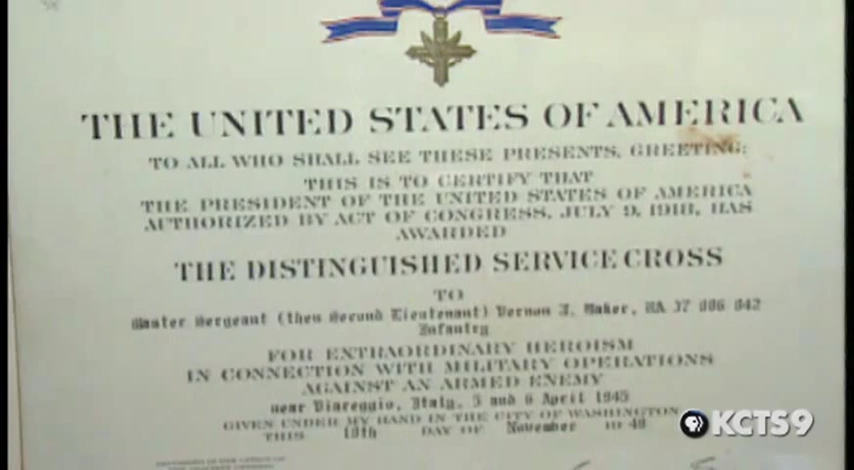 THE UNITED STATES OF AMERICA
TO ALL WHO SHALL SEE THESE PRESENTS, GREETING:
THIS IS TO CERTIFY THAT
THE PRESIDENT OF THE UNITED STATES OF AMERICA
AUTHORIZED BY ACT OF CONGRESS, JULY 9, 1918, HAS
AWARDED
THE DISTINGUISHED SERVICE CROSS
TO
Master Sergeant (then Second Lieutenant) Vernon J. Baker, RA 37 086 042
Infantry
FOR EXTRAORDINARY HEROISM
IN CONNECTION WITH MILITARY OPERATIONS
AGAINST AN ARMED ENEMY
near Viareggio, Italy, 5 and 6 April 1945
GIVEN UNDER MY HAND IN THE CITY OF WASHINGTON
THIS DAY OF November 19 48
PBS KCTS9